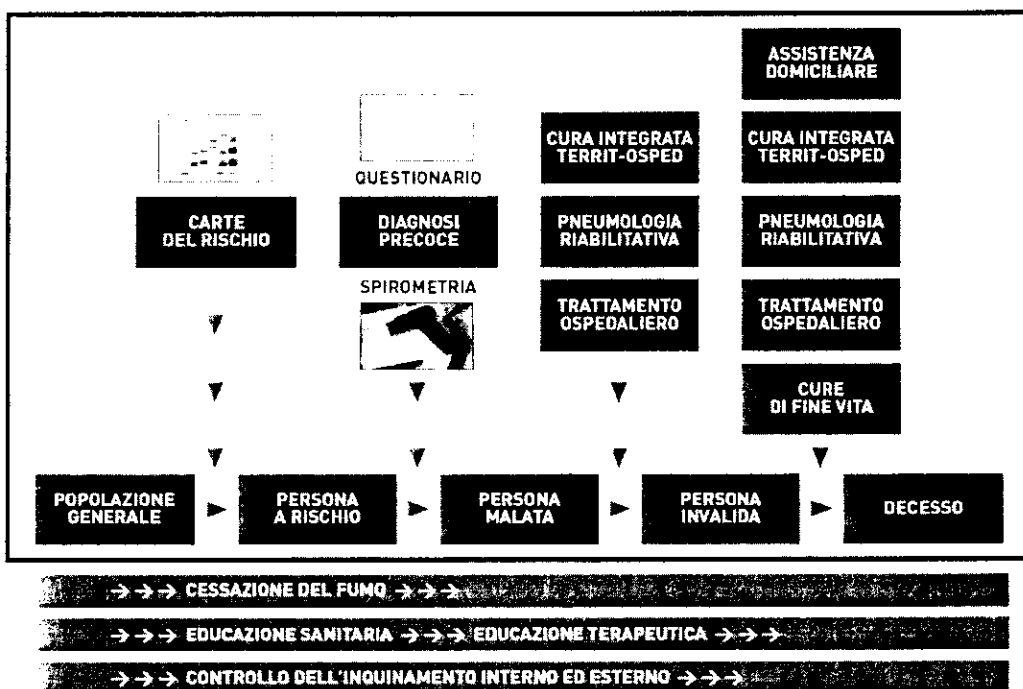 CARTE
DEL RISCHIO
QUESTIONARIO
DIAGNOSI
PRECOCE
SPIROMETRIA
CURA INTEGRATA
TERRIT-OSPED
PNEUMOLOGIA
RIABILITATIVA
TRATTAMENTO
OSPEDALIERO
ASSISTENZA
DOMICILIARE
CURA INTEGRATA
TERRIT-OSPED
PNEUMOLOGIA
RIABILITATIVA
TRATTAMENTO
OSPEDALIERO
CURE
DI FINE VITA
POPOLAZIONE
GENERALE
PERSONA
A RISCHIO
PERSONA
MALATA
PERSONA
INVALIDA
DECESSO
→→→ CESSAZIONE DEL FUMO →→→
→→→ EDUCAZIONE SANITARIA →→→ EDUCAZIONE TERAPEUTICA →→→
→→→ CONTROLLO DELL'INQUINAMENTO INTERNO ED ESTERNO →→→